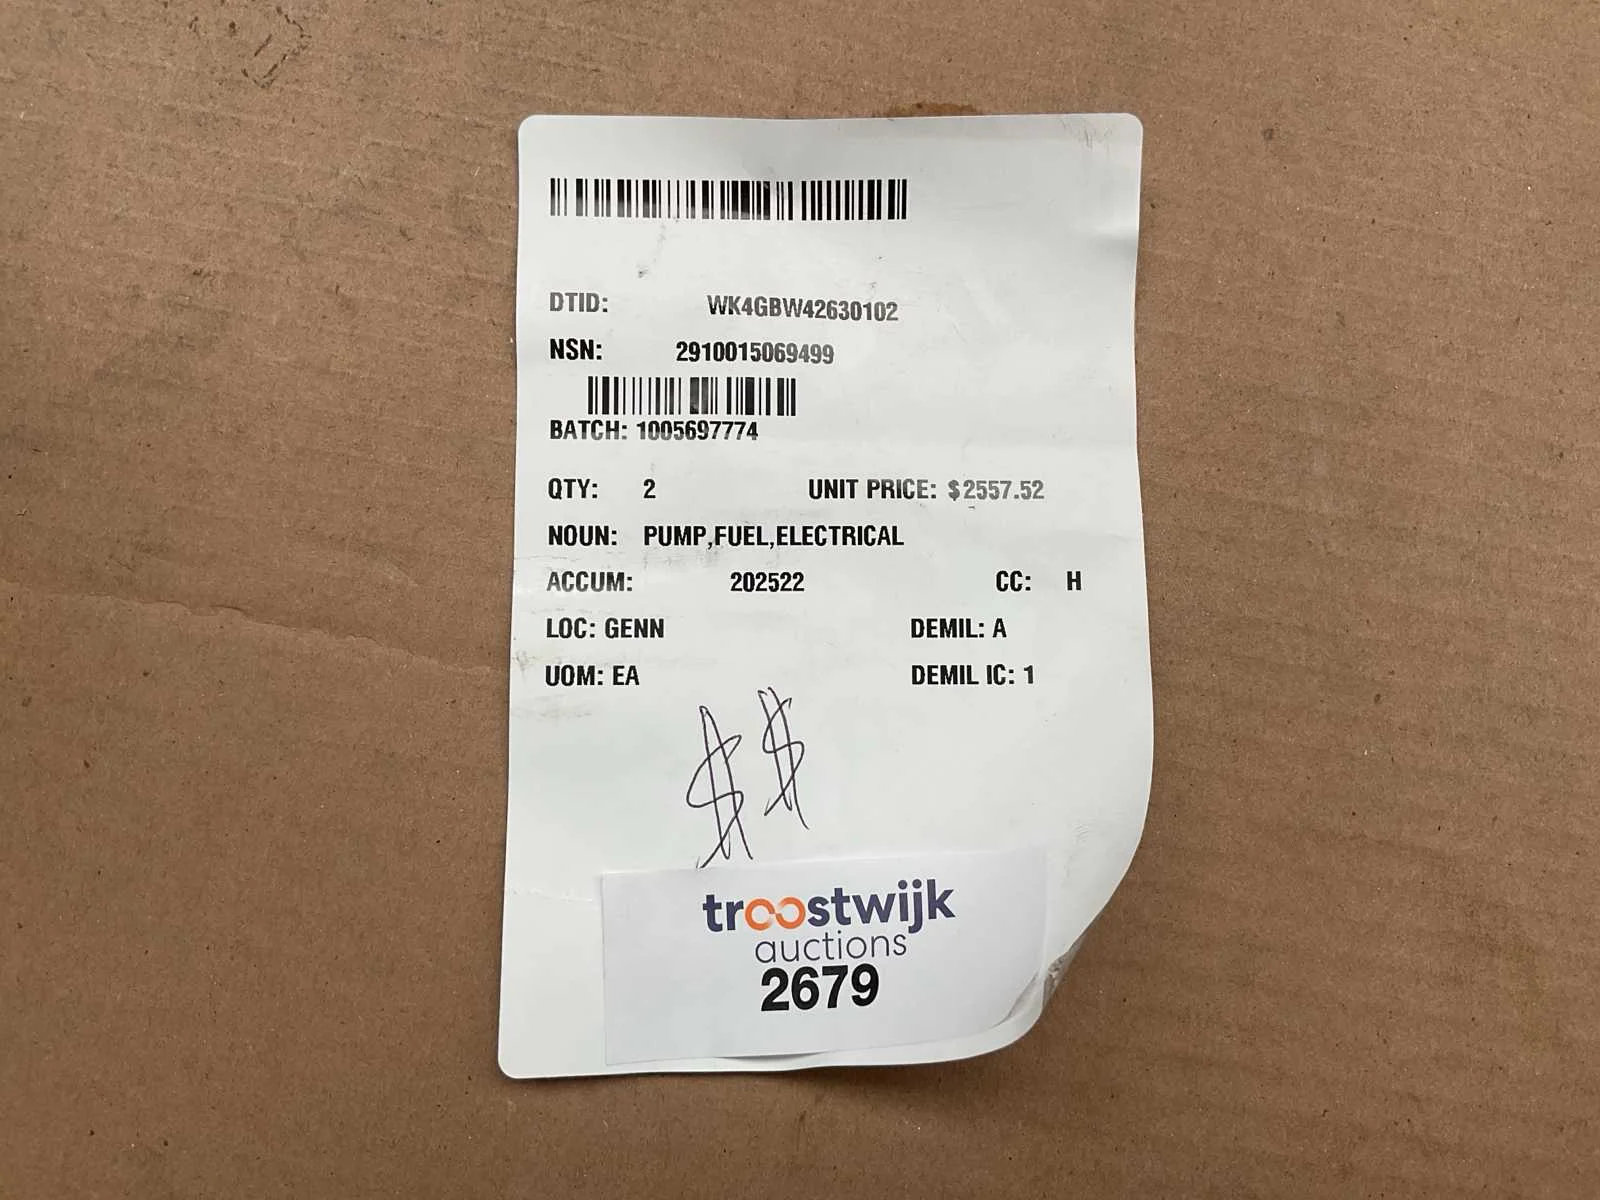 DTID: WK4GBW42630102
NSN: 2910015069499
BATCH: 1005697774
QTY: 2 UNIT PRICE: $2557.52
NOUN: PUMP,FUEL,ELECTRICAL
ACCUM: 202522 CC: H
LOC: GENN DEMIL: A
UOM: EA DEMIL IC: 1
$$
troostwijk
auctions
2679